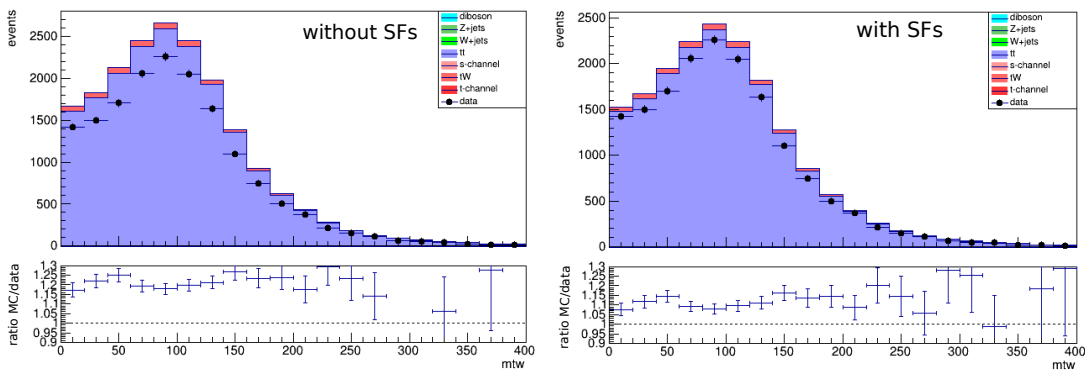 events
without SFs
diboson
Z+jets
W+jets
tt
s-channel
tW
t-channel
data
2500
2000
1500
1000
500
0
ratio MC/data
1.3
1.25
1.2
1.15
1.1
1.05
1
0.95
0.9
0 50 100 150 200 250 300 350 400
mtw
events
with SFs
diboson
Z+jets
W+jets
tt
s-channel
tW
t-channel
data
2500
2000
1500
1000
500
0
ratio MC/data
1.3
1.25
1.2
1.15
1.1
1.05
1
0.95
0.9
0 50 100 150 200 250 300 350 400
mtw